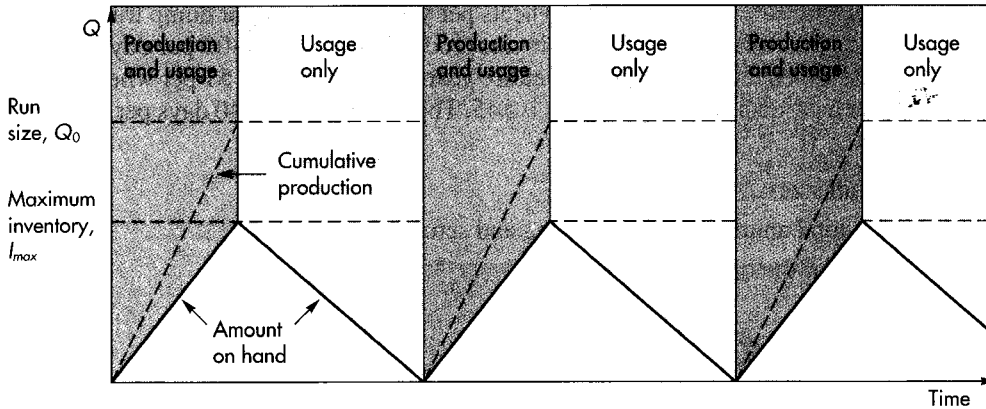 Q
Production
and usage
Usage
only
Production
and usage
Usage
only
Production
and usage
Usage
only
Run
size, Q0
Cumulative
production
Maximum
inventory,
Imax
Amount
on hand
Time